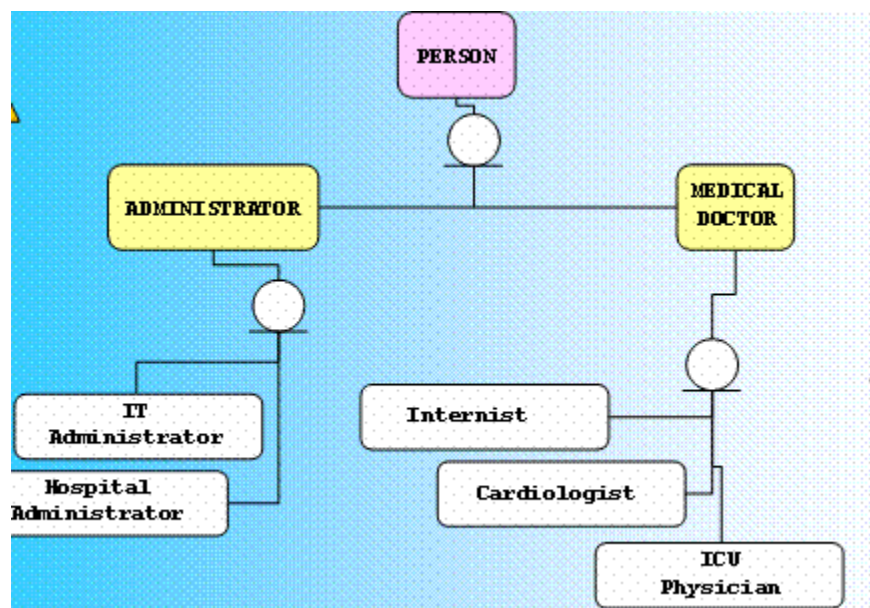 PERSON
ADMINISTRATOR
MEDICAL
DOCTOR
IT
Administrator
Internist
Hospital
Administrator
Cardiologist
ICU
Physician